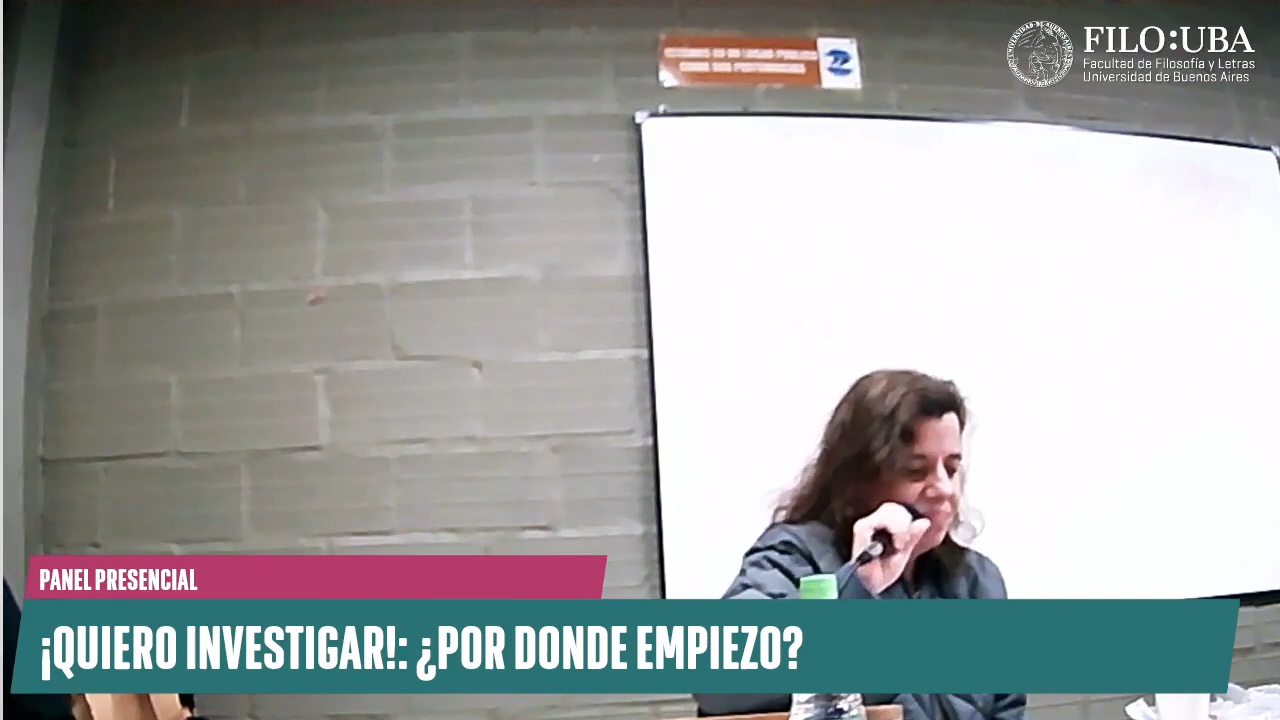 FILO:UBA
Facultad de Filosofía y Letras
Universidad de Buenos Aires
PANEL PRESENCIAL
¡QUIERO INVESTIGAR!: ¿POR DONDE EMPIEZO?